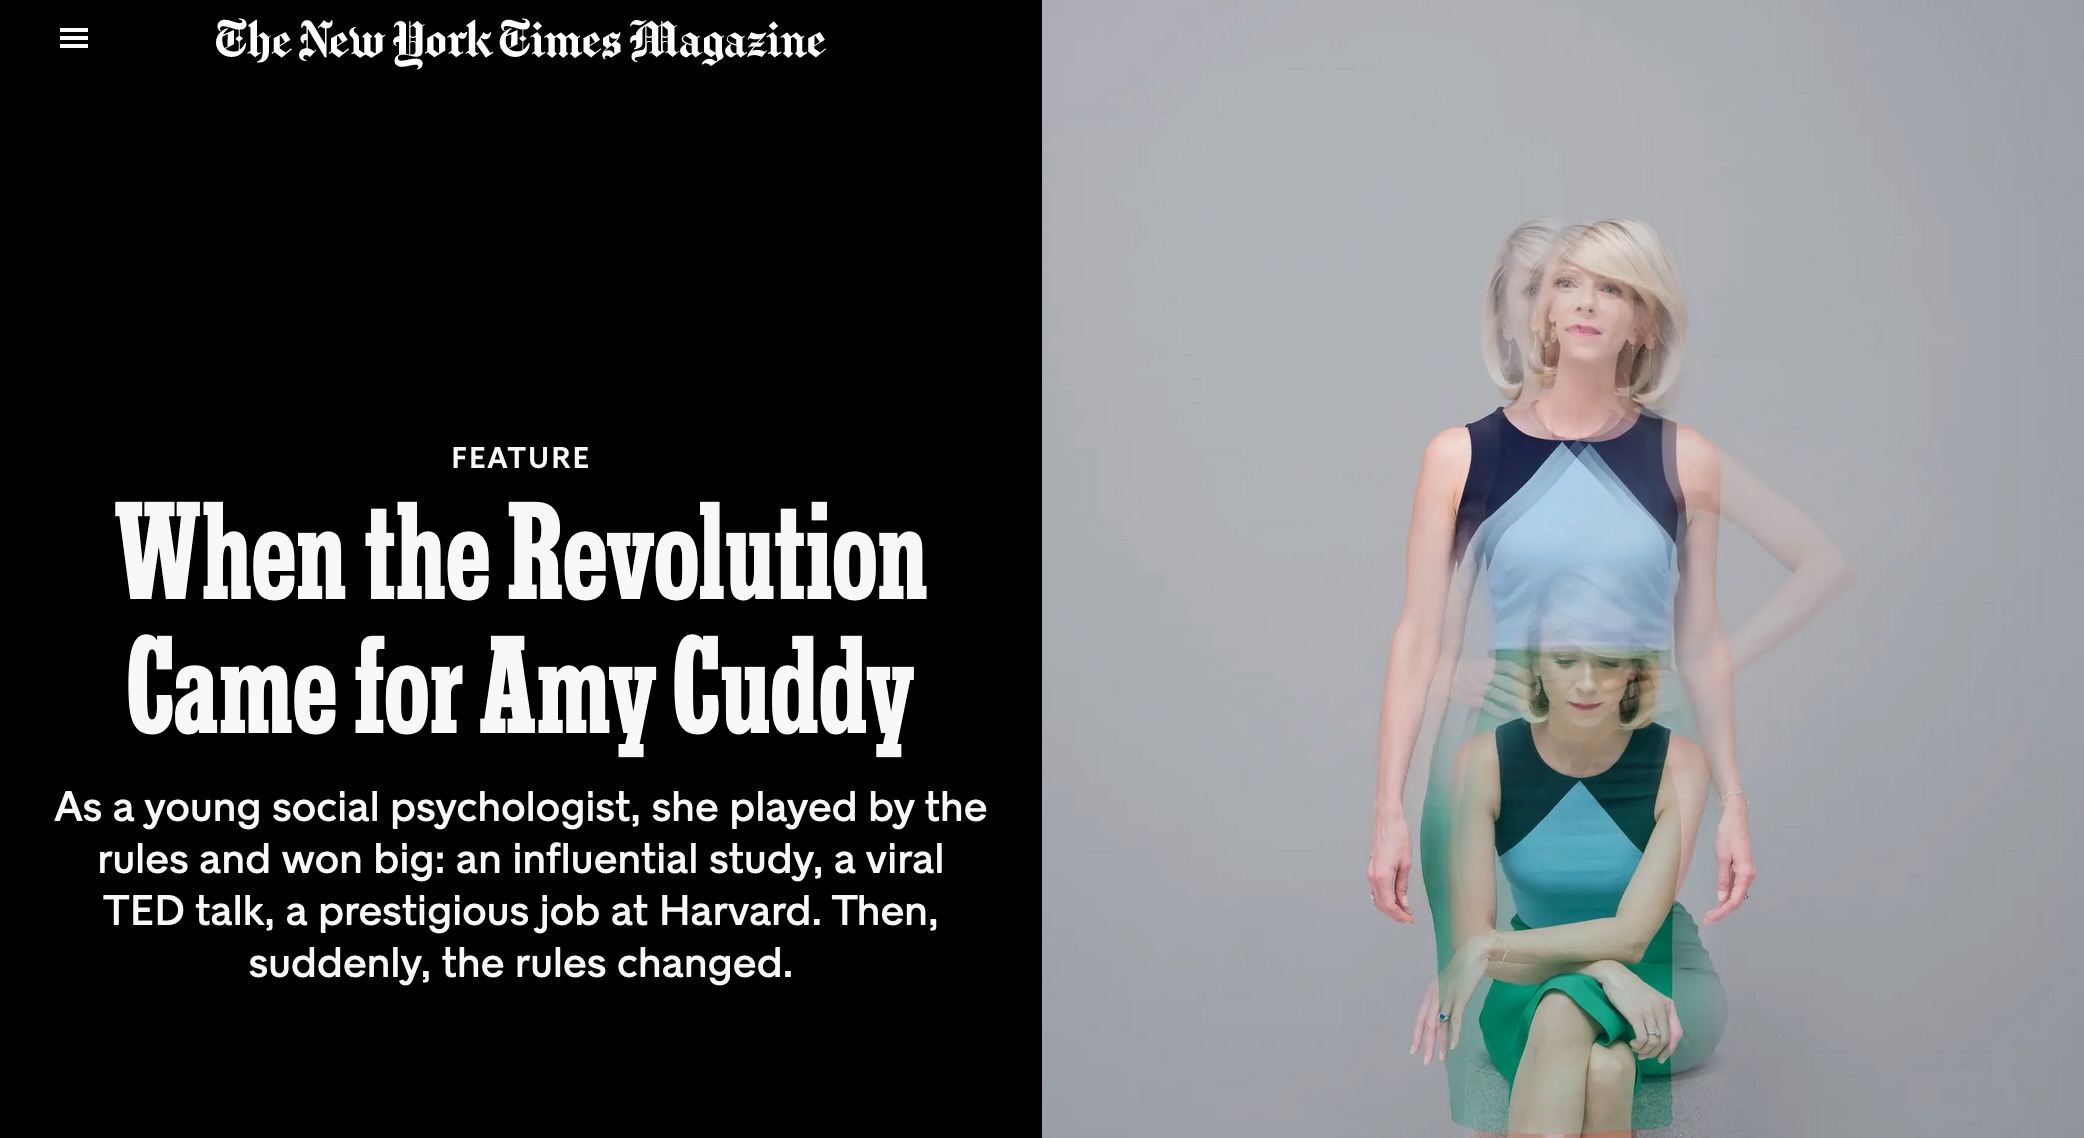 The New York Times Magazine
FEATURE
When the Revolution
Came for Amy Cuddy
As a young social psychologist, she played by the
rules and won big: an influential study, a viral
TED talk, a prestigious job at Harvard. Then,
suddenly, the rules changed.